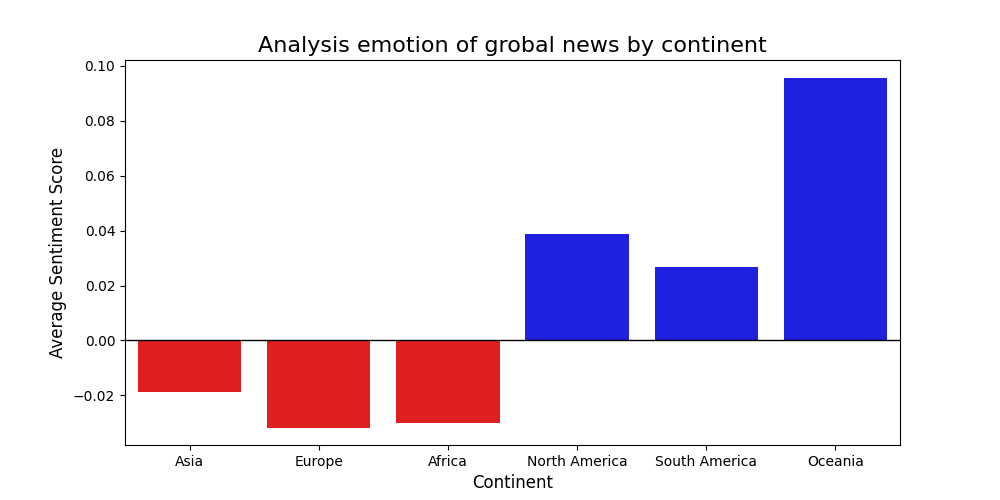 Analysis emotion of grobal news by continent
Average Sentiment Score
0.10
0.08
0.06
0.04
0.02
0.00
−0.02
Asia
Europe
Africa
North America
South America
Oceania
Continent